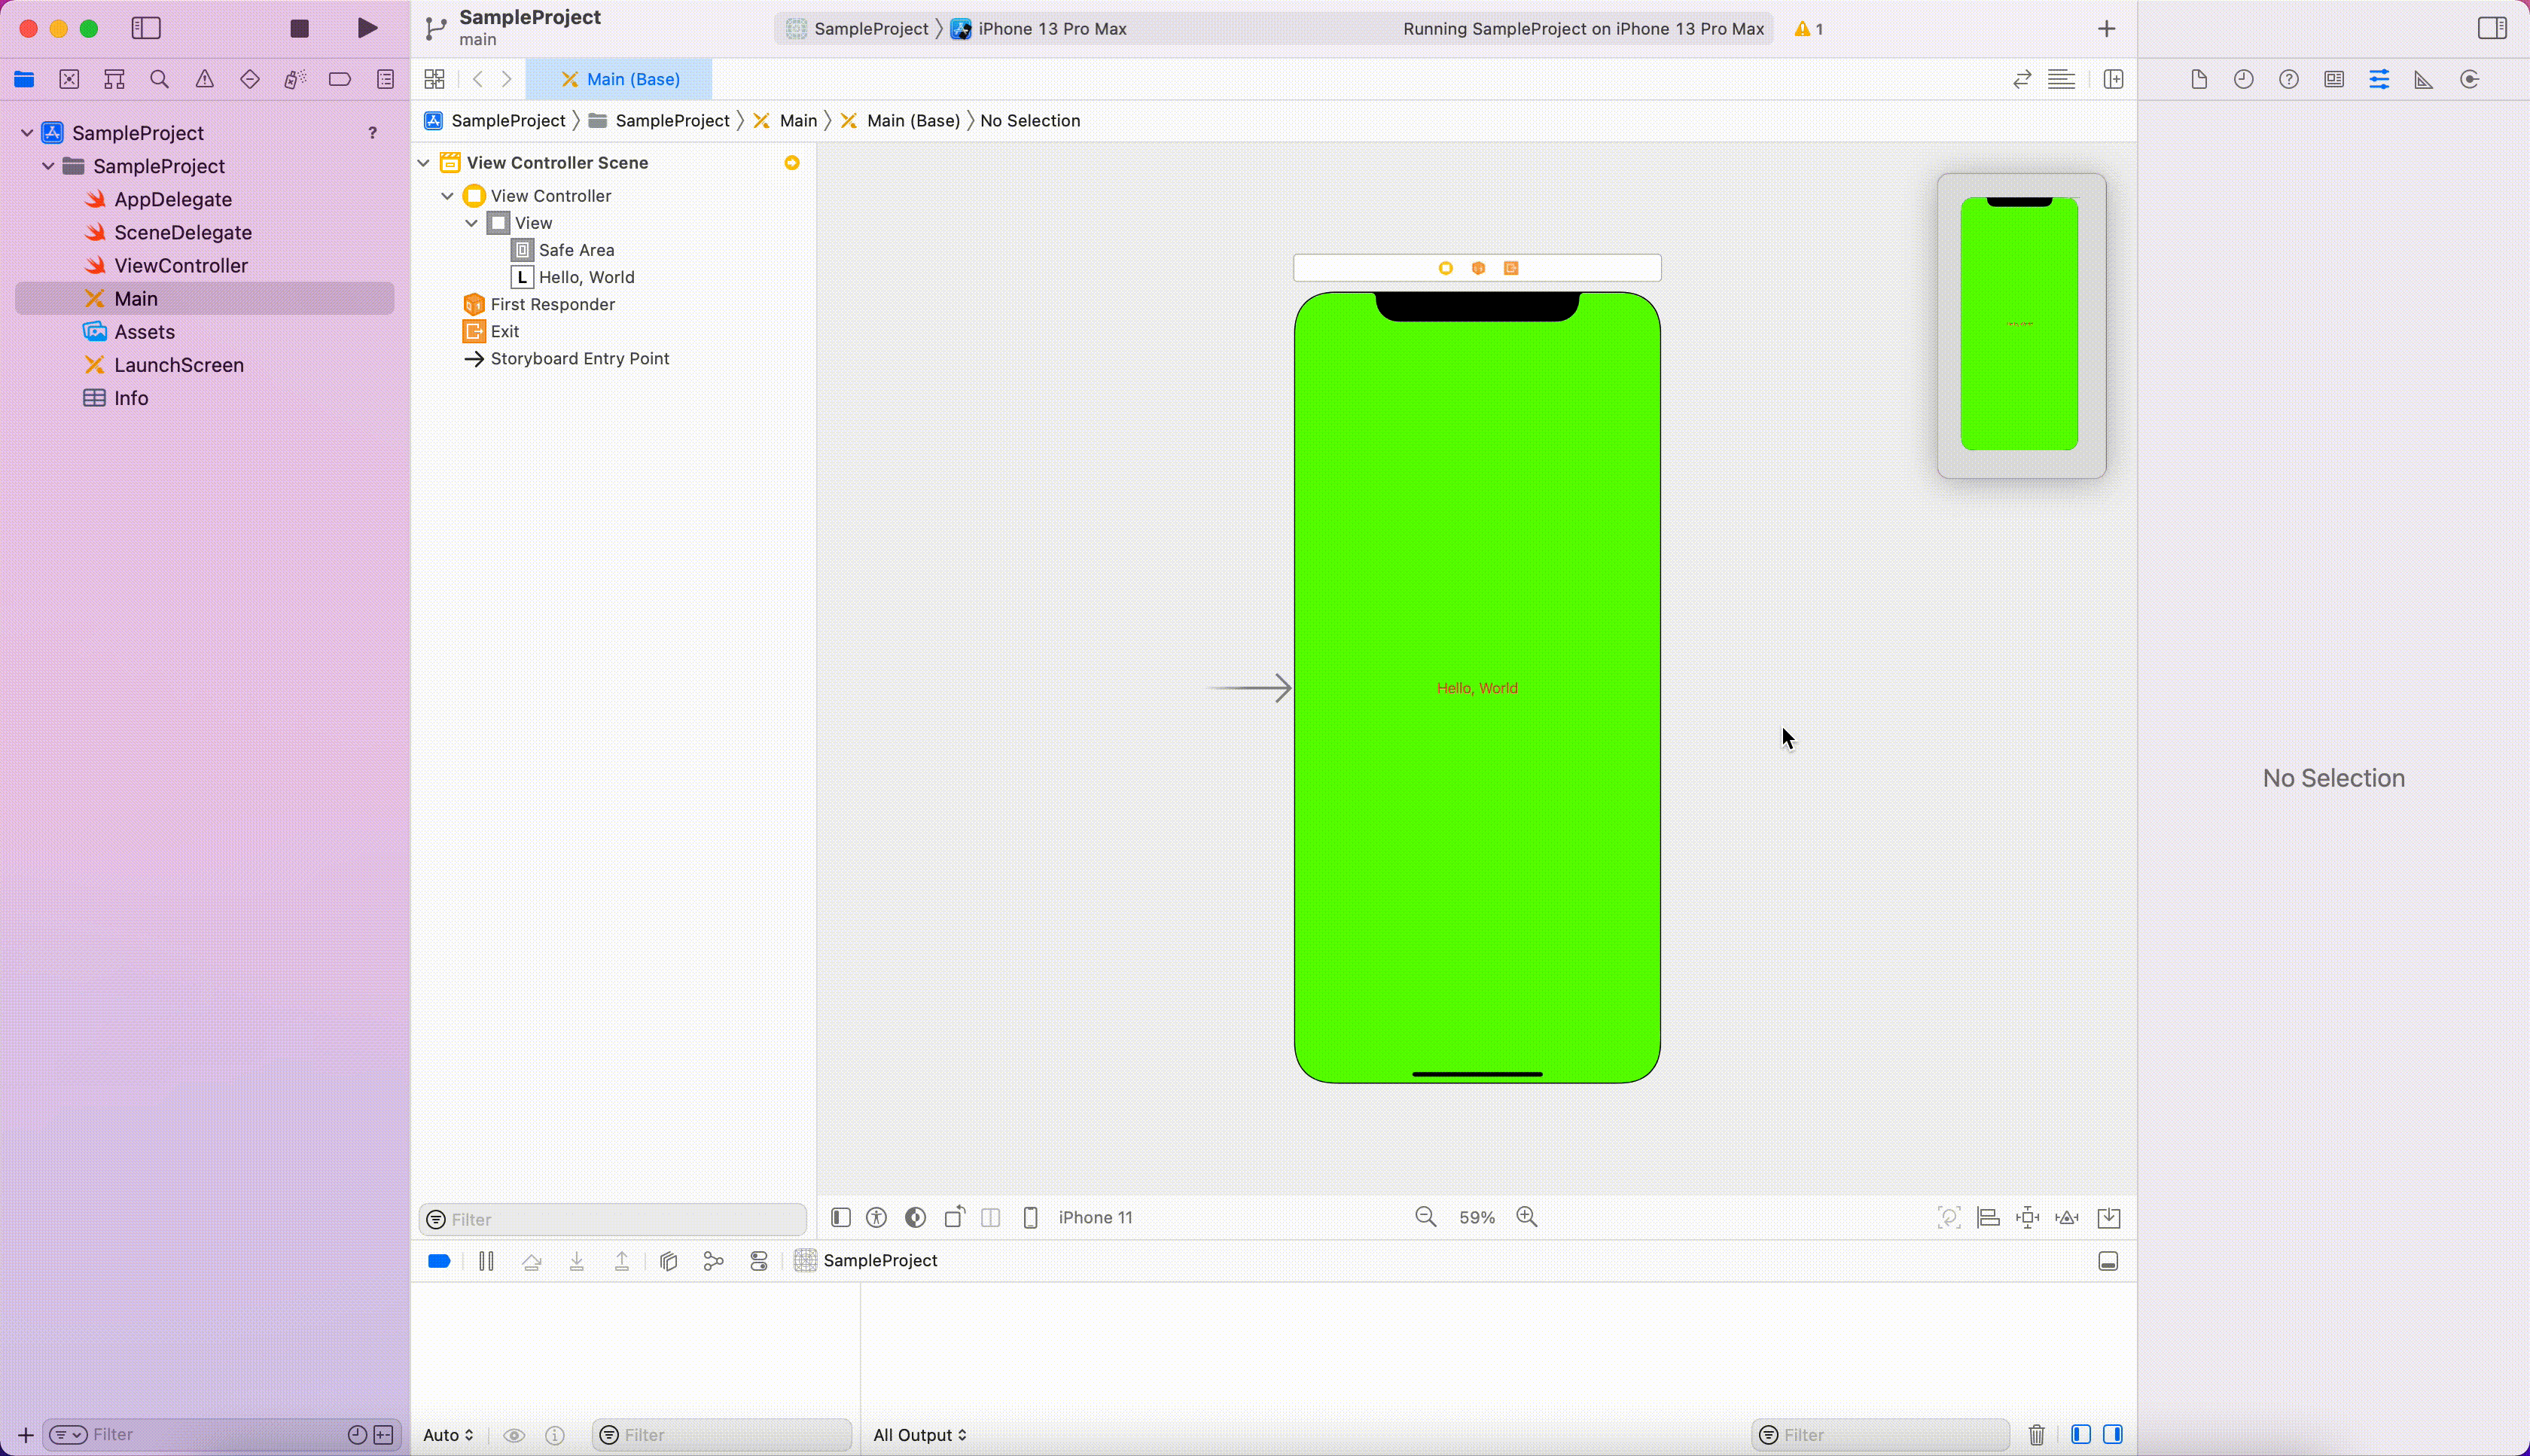 SampleProject
main
SampleProject
iPhone 13 Pro Max
Running SampleProject on iPhone 13 Pro Max
1
Main (Base)
SampleProject
SampleProject
Main
Main (Base)
No Selection
SampleProject
?
SampleProject
AppDelegate
SceneDelegate
ViewController
Main
Assets
LaunchScreen
Info
View Controller Scene
View Controller
View
Safe Area
L Hello, World
First Responder
Exit
Storyboard Entry Point
Hello, World
No Selection
Filter
iPhone 11
59%
SampleProject
Filter
Auto
Filter
All Output
Filter